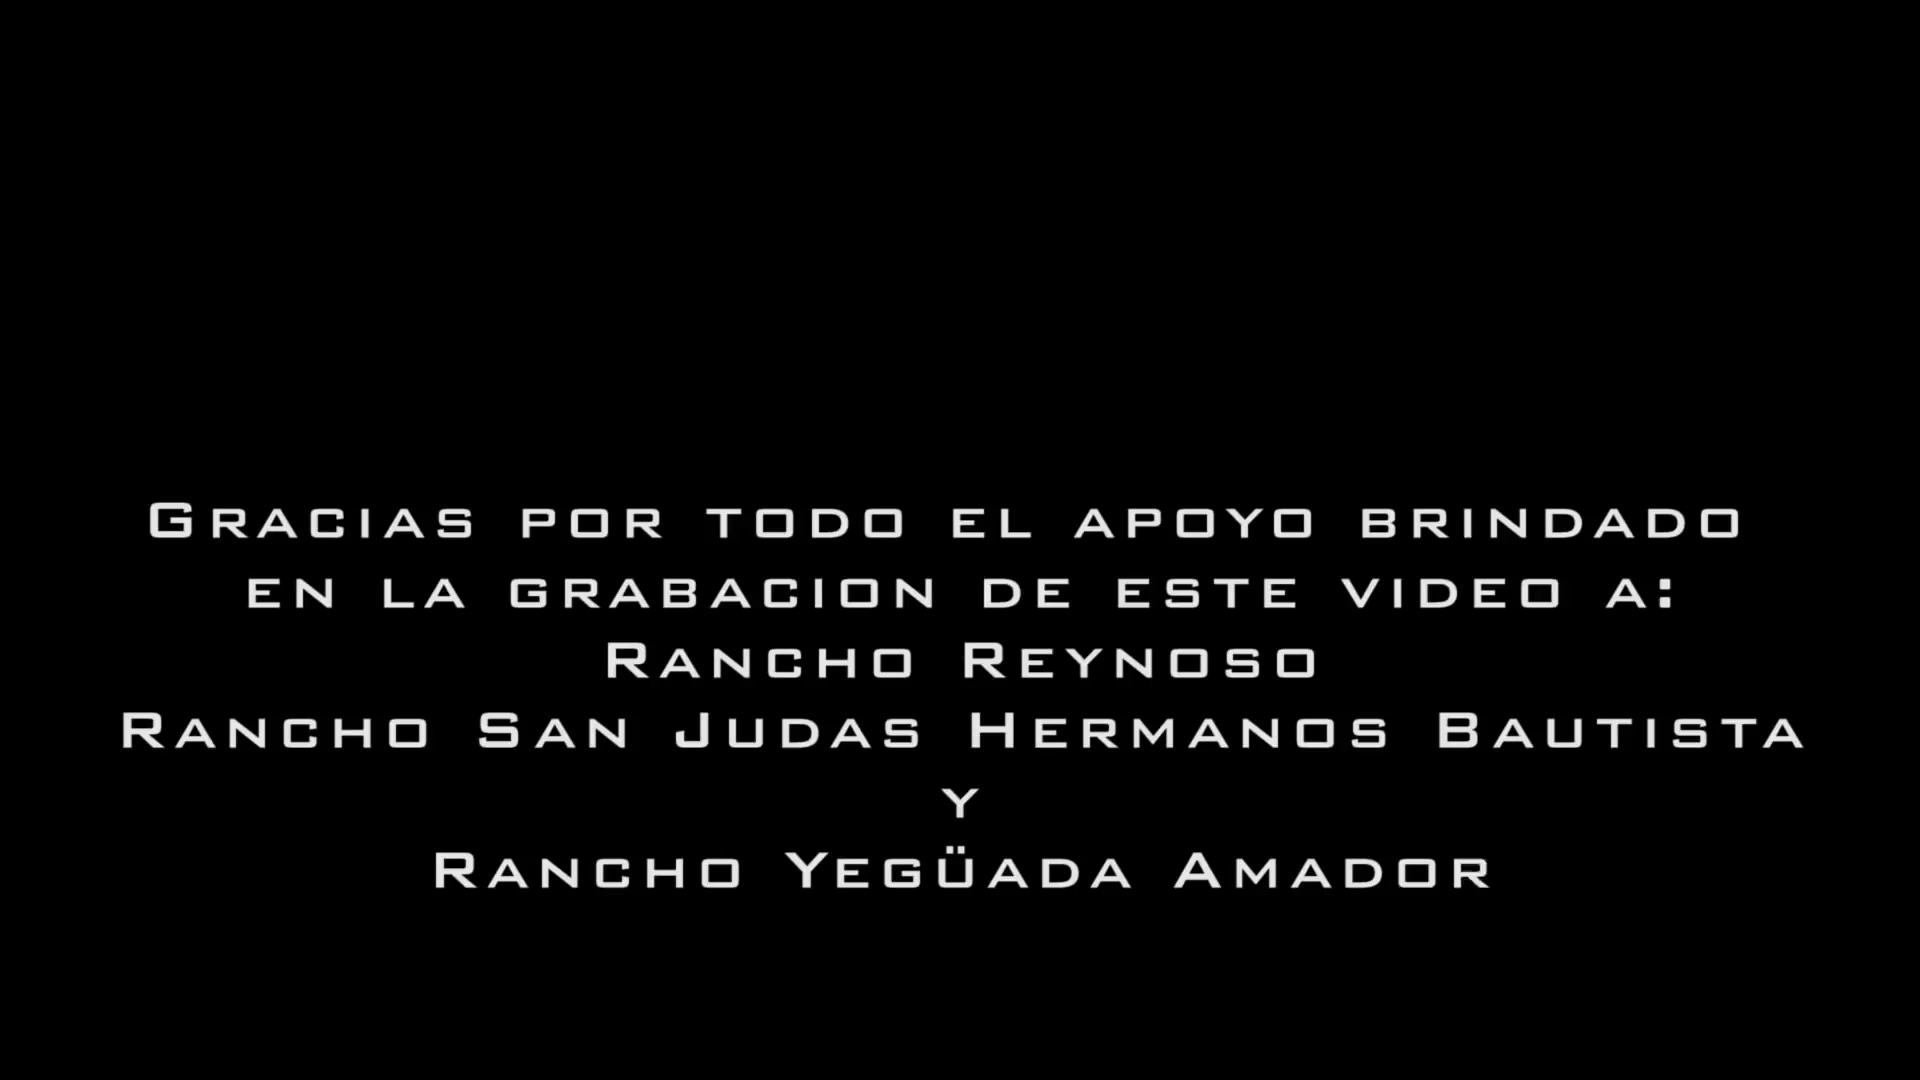 Gracias por todo el apoyo brindado
en la grabacion de este video a:
Rancho Reynoso
Rancho San Judas Hermanos Bautista
y
Rancho Yegüada Amador